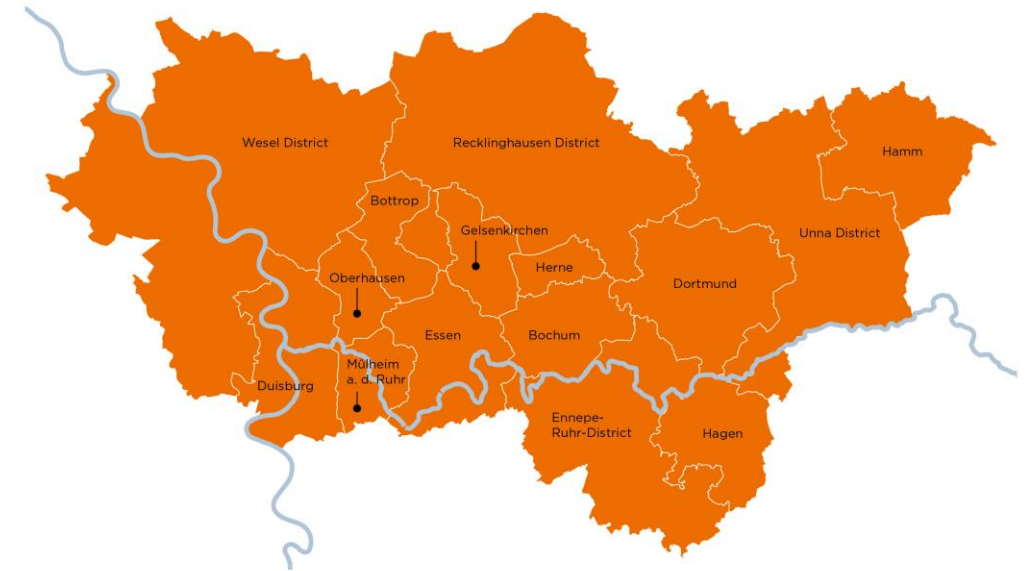 Wesel District
Recklinghausen District
Hamm
Bottrop
Gelsenkirchen
Unna District
Herne
Oberhausen
Dortmund
Essen
Bochum
Mülheim
a. d. Ruhr
Duisburg
Ennepe-
Ruhr-District
Hagen